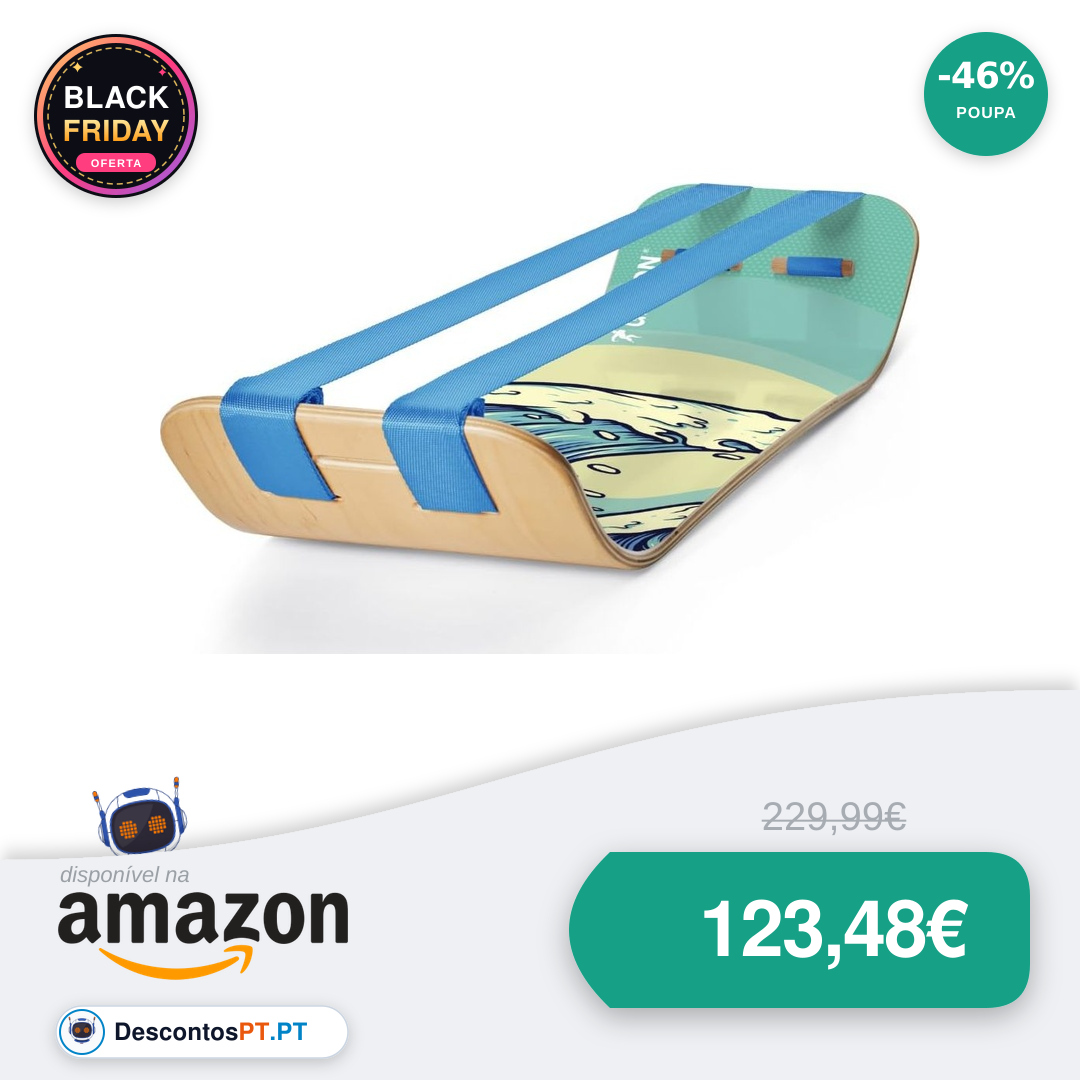 BLACK
FRIDAY
OFERTA
-46%
POUPA
229,99€
123,48€
disponível na
amazon
DescontosPT.PT